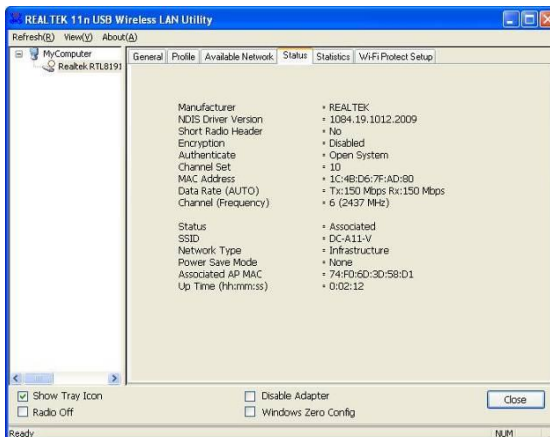 REALTEK 11n USB Wireless LAN Utility
Refresh(R) View(V) About(A)
MyComputer
Realtek RTL8191
General Profile Available Network Status Statistics Wi-Fi Protect Setup
Manufacturer = REALTEK
NDIS Driver Version = 1084.19.1012.2009
Short Radio Header = No
Encryption = Disabled
Authenticate = Open System
Channel Set = 10
MAC Address = 1C:4B:D6:7F:AD:80
Data Rate (AUTO) = Tx:150 Mbps Rx:150 Mbps
Channel (Frequency) = 6 (2437 MHz)
Status = Associated
SSID = DC-A11-V
Network Type = Infrastructure
Power Save Mode = None
Associated AP MAC = 74:F0:6D:3D:58:D1
Up Time (hh:mm:ss) = 0:02:12
Show Tray Icon Disable Adapter Close
Radio Off Windows Zero Config
Ready NUM